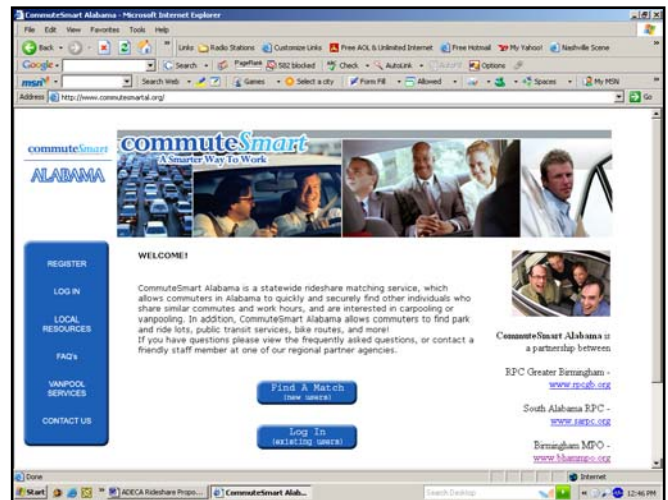 CommuteSmart Alabama - Microsoft Internet Explorer
File Edit View Favorites Tools Help
Back Links Radio Stations Customize Links Free AOL & Unlimited Internet Free Hotmail My Yahoo! Nashville Scene
Google Search PageRank 582 blocked Check AutoLink AutoFill Options
msn Search Web Games Select a city Form Fill Allowed Spaces My MSN
Address http://www.commutesmartal.org/ Go
commuteSmart
ALABAMA
commuteSmart
A Smarter Way To Work
REGISTER
LOG IN
LOCAL
RESOURCES
FAQ's
VANPOOL
SERVICES
CONTACT US
WELCOME!
CommuteSmart Alabama is a statewide rideshare matching service, which
allows commuters in Alabama to quickly and securely find other individuals who
share similar commutes and work hours, and are interested in carpooling or
vanpooling. In addition, CommuteSmart Alabama allows commuters to find park
and ride lots, public transit services, bike routes, and more!
If you have questions please view the frequently asked questions, or contact a
friendly staff member at one of our regional partner agencies.
Find A Match
(new users)
Log In
(existing users)
CommuteSmart Alabama is
a partnership between
RPC Greater Birmingham -
www.rpcgb.org
South Alabama RPC -
www.sarpc.org
Birmingham MPO -
www.bhammpo.org
Done Internet
Start ADECA Rideshare Propo... CommuteSmart Alab... Search Desktop 12:46 PM